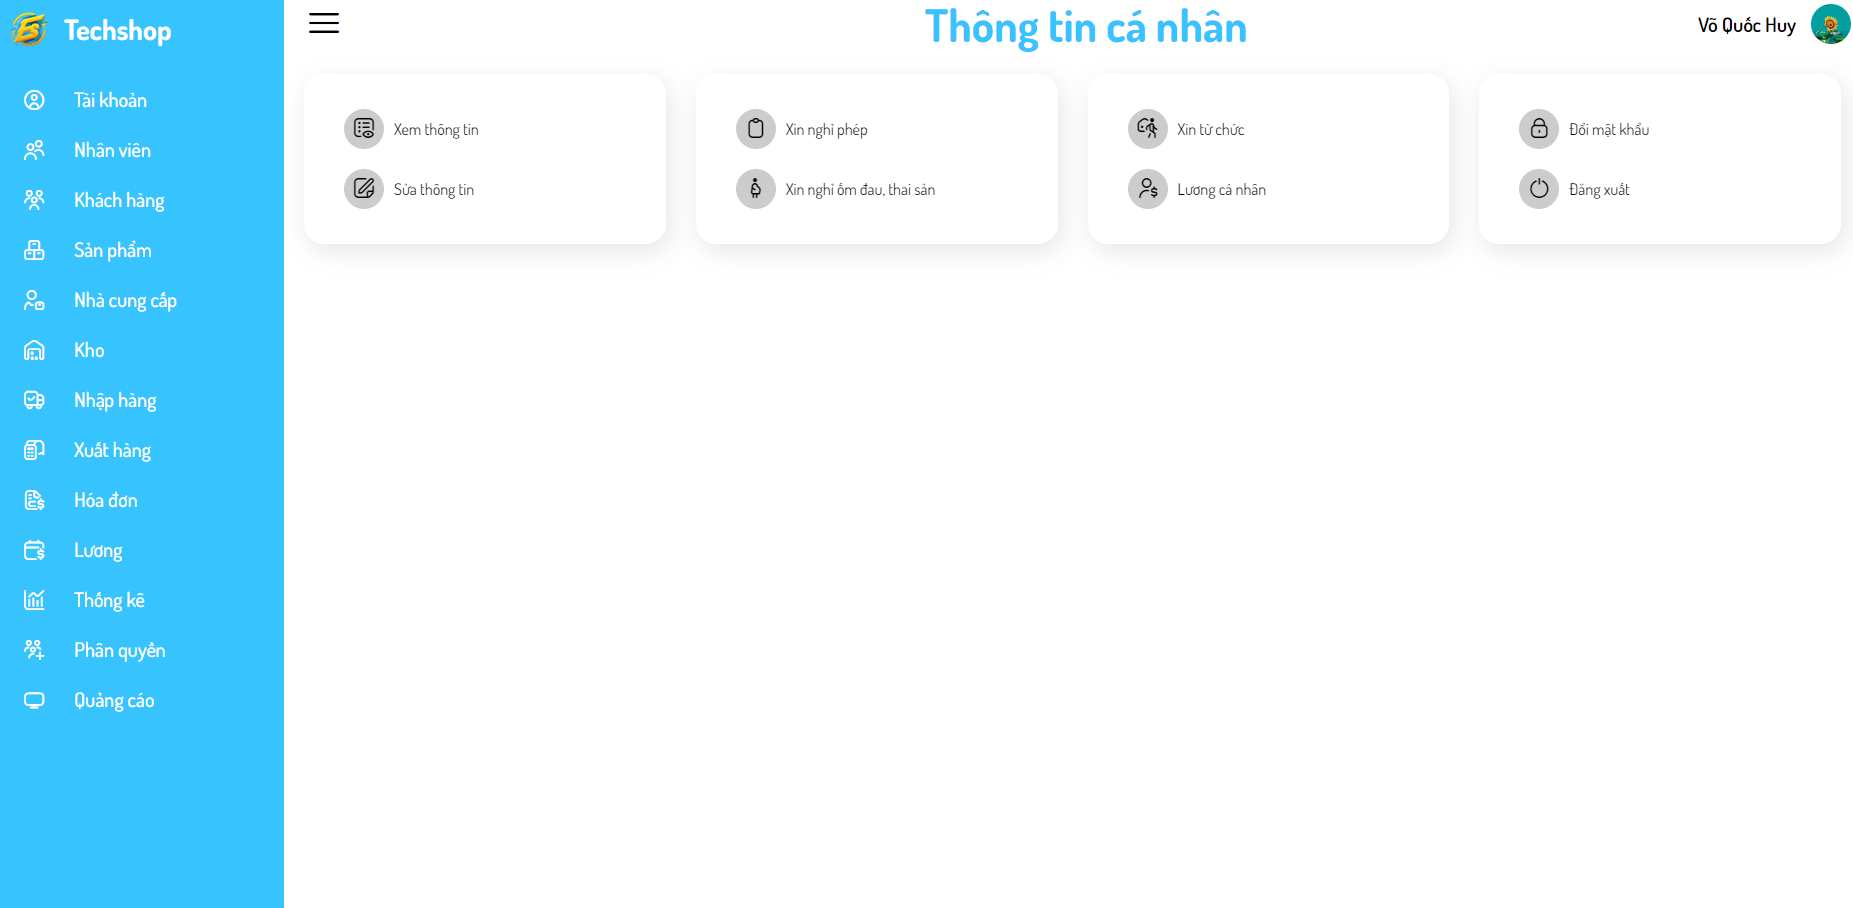 Techshop
Tài khoản
Nhân viên
Khách hàng
Sản phẩm
Nhà cung cấp
Kho
Nhập hàng
Xuất hàng
Hóa đơn
Lương
Thống kê
Phân quyền
Quảng cáo
Thông tin cá nhân
Võ Quốc Huy
Xem thông tin
Sửa thông tin
Xin nghỉ phép
Xin nghỉ ốm đau, thai sản
Xin từ chức
Lương cá nhân
Đổi mật khẩu
Đăng xuất